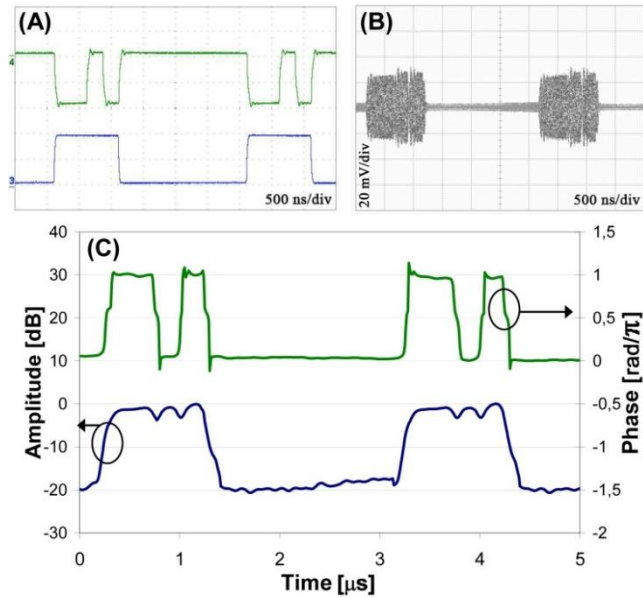 (A)
4
3
500 ns/div
(B)
20 mV/div
500 ns/div
(C)
Amplitude [dB]
40
30
20
10
0
-10
-20
-30
1,5
1
0,5
0
-0,5
-1
-1,5
-2
Phase [rad/π]
0 1 2 3 4 5
Time [μs]